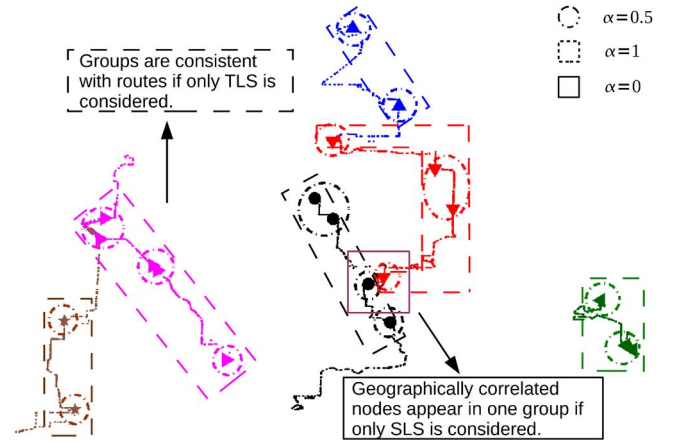 α=0.5
α=1
α=0
Groups are consistent
with routes if only TLS is
considered.
Geographically correlated
nodes appear in one group if
only SLS is considered.